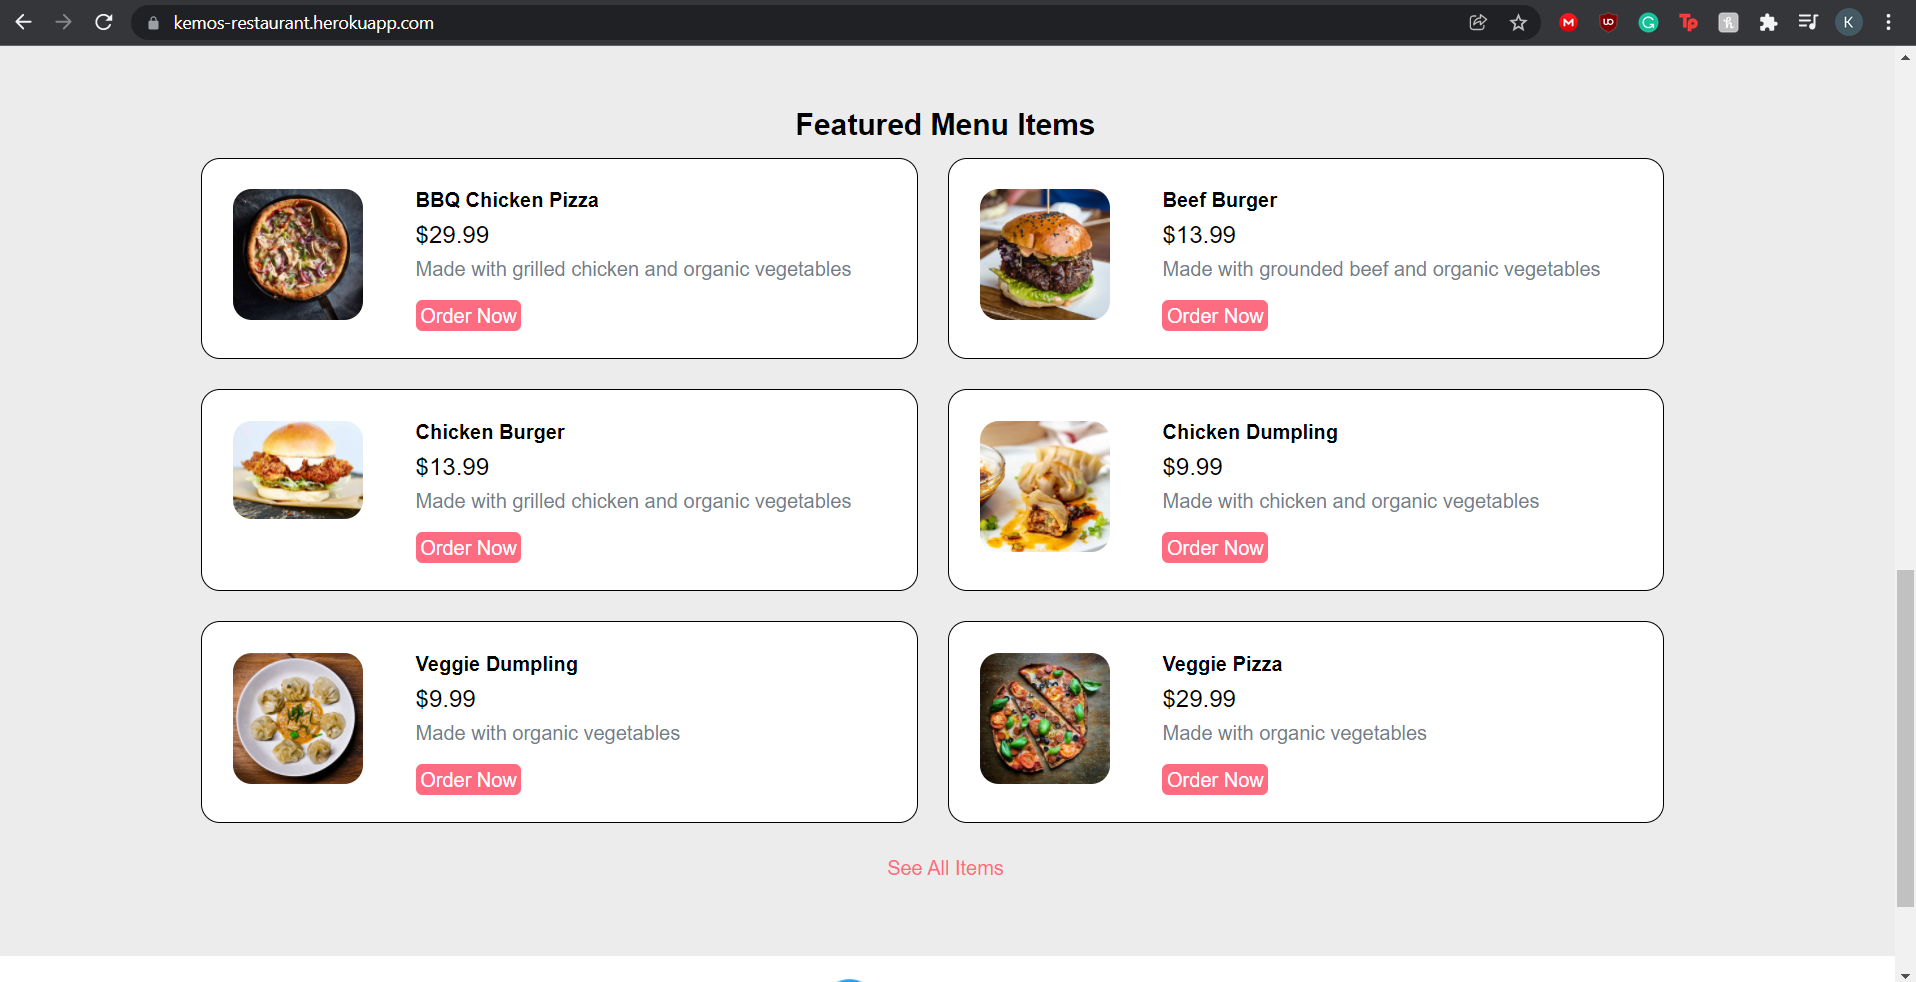 kemos-restaurant.herokuapp.com
K
Featured Menu Items
BBQ Chicken Pizza
$29.99
Made with grilled chicken and organic vegetables
Order Now
Beef Burger
$13.99
Made with grounded beef and organic vegetables
Order Now
Chicken Burger
$13.99
Made with grilled chicken and organic vegetables
Order Now
Chicken Dumpling
$9.99
Made with chicken and organic vegetables
Order Now
Veggie Dumpling
$9.99
Made with organic vegetables
Order Now
Veggie Pizza
$29.99
Made with organic vegetables
Order Now
See All Items